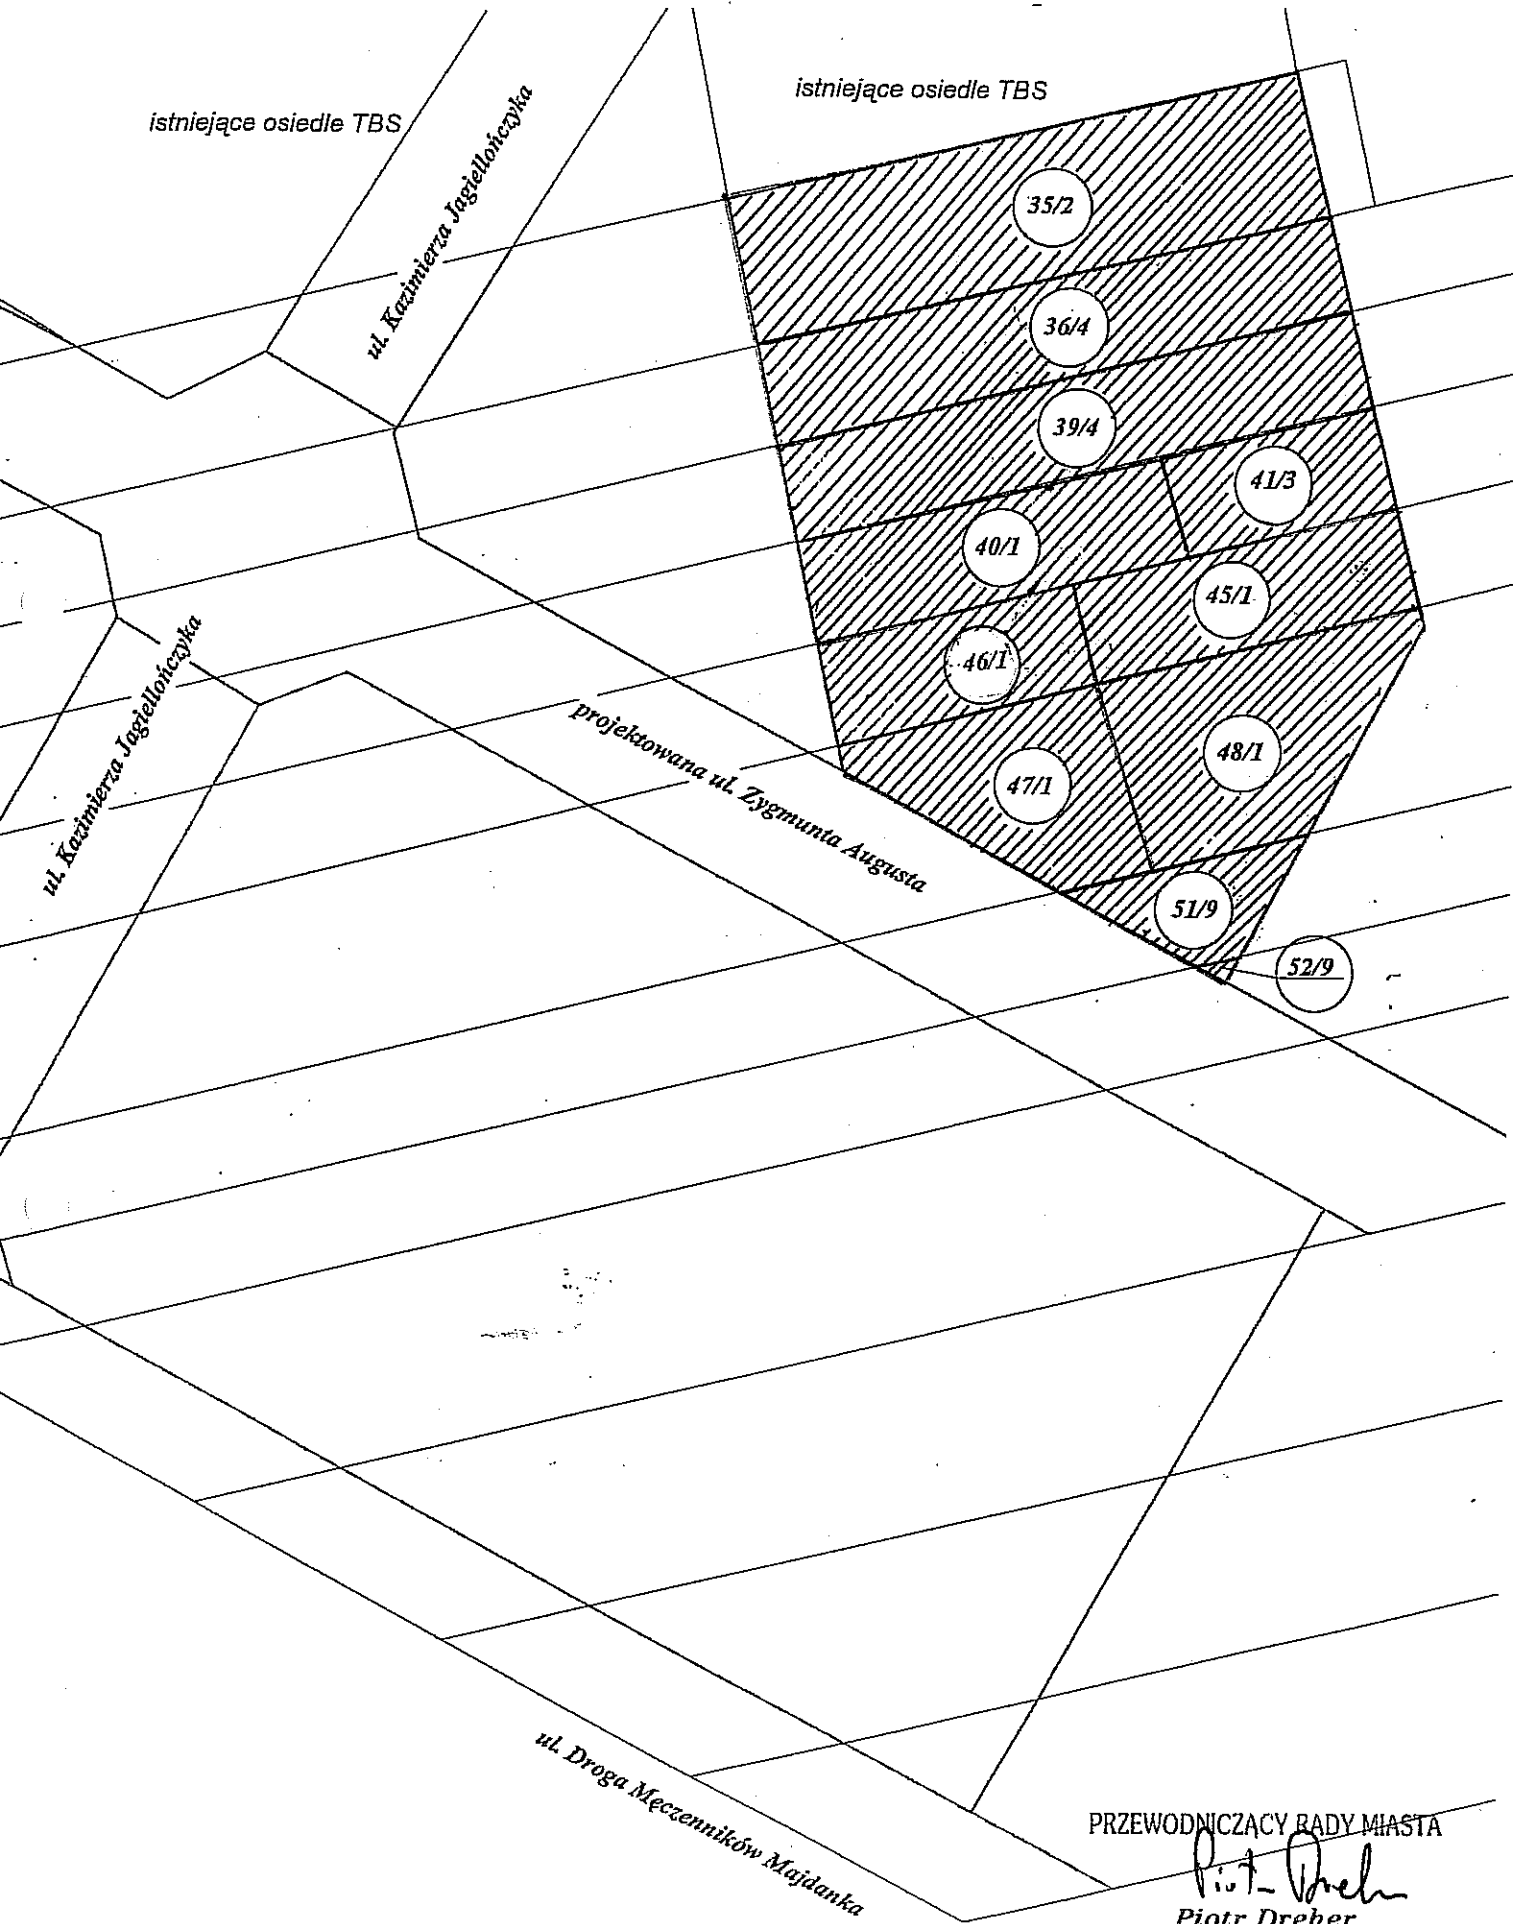 istniejące osiedle TBS
istniejące osiedle TBS
ul. Kazimierza Jagiellończyka
35/2
36/4
39/4
41/3
40/1
45/1
46/1
ul. Kazimierza Jagiellończyka
projektowana ul. Zygmunta Augusta
48/1
47/1
51/9
52/9
ul. Droga Męczenników Majdanka
PRZEWODNICZĄCY RADY MIASTA
Piotr Dreher
Piotr Dreher